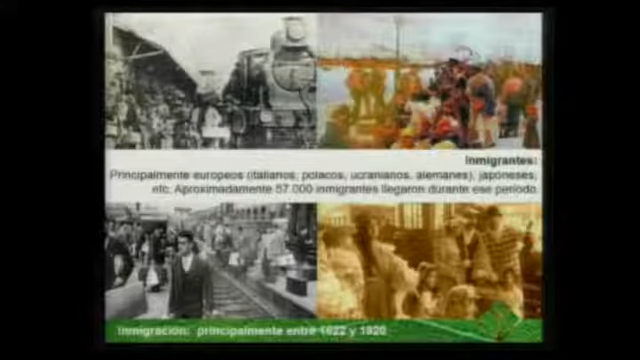 Inmigrantes:
Principalmente europeos (italianos, polacos, ucranianos, alemanes), japoneses,
etc. Aproximadamente 57.000 inmigrantes llegaron durante ese período
Inmigración: principalmente entre y